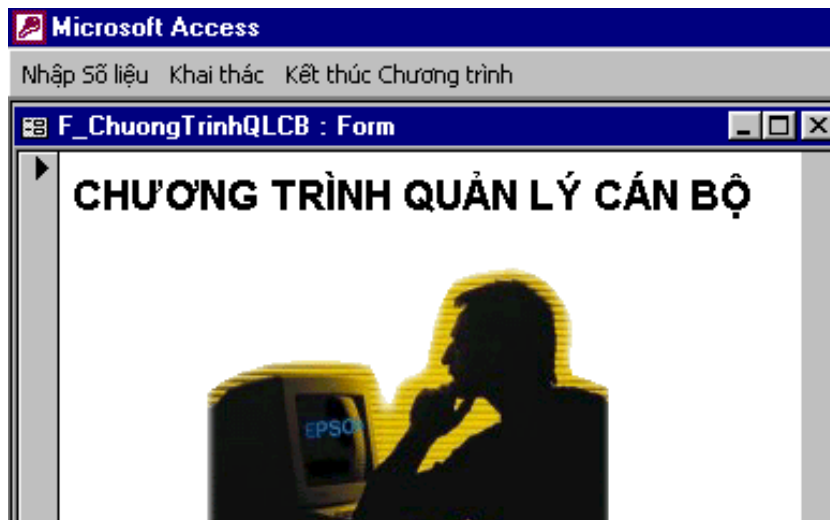 Microsoft Access
Nhập Số liệu Khai thác Kết thúc Chương trình
F_ChuongTrinhQLCB : Form
CHƯƠNG TRÌNH QUẢN LÝ CÁN BỘ
EPSON